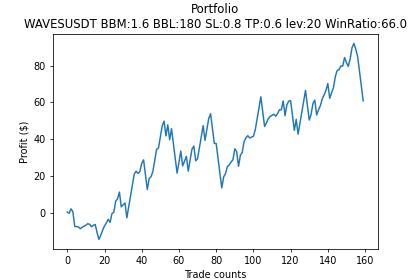 Portfolio
WAVESUSDT BBM:1.6 BBL:180 SL:0.8 TP:0.6 lev:20 WinRatio:66.0
Profit ($)
80
60
40
20
0
0 20 40 60 80 100 120 140 160
Trade counts